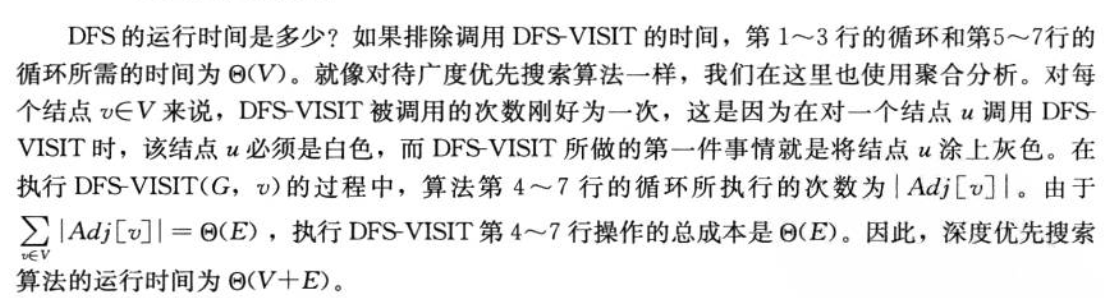 DFS 的运行时间是多少？如果排除调用 DFS-VISIT 的时间，第 1～3 行的循环和第5～7行的
循环所需的时间为 Θ(V)。就像对待广度优先搜索算法一样，我们在这里也使用聚合分析。对每
个结点 v∈V 来说，DFS-VISIT 被调用的次数刚好为一次，这是因为在对一个结点 u 调用 DFS-
VISIT 时，该结点 u 必须是白色，而 DFS-VISIT 所做的第一件事情就是将结点 u 涂上灰色。在
执行 DFS-VISIT(G，v)的过程中，算法第 4～7 行的循环所执行的次数为|Adj[v]|。由于
∑|Adj[v]|＝Θ(E)，执行 DFS-VISIT 第 4～7 行操作的总成本是 Θ(E)。因此，深度优先搜索
v∈V
算法的运行时间为 Θ(V＋E)。